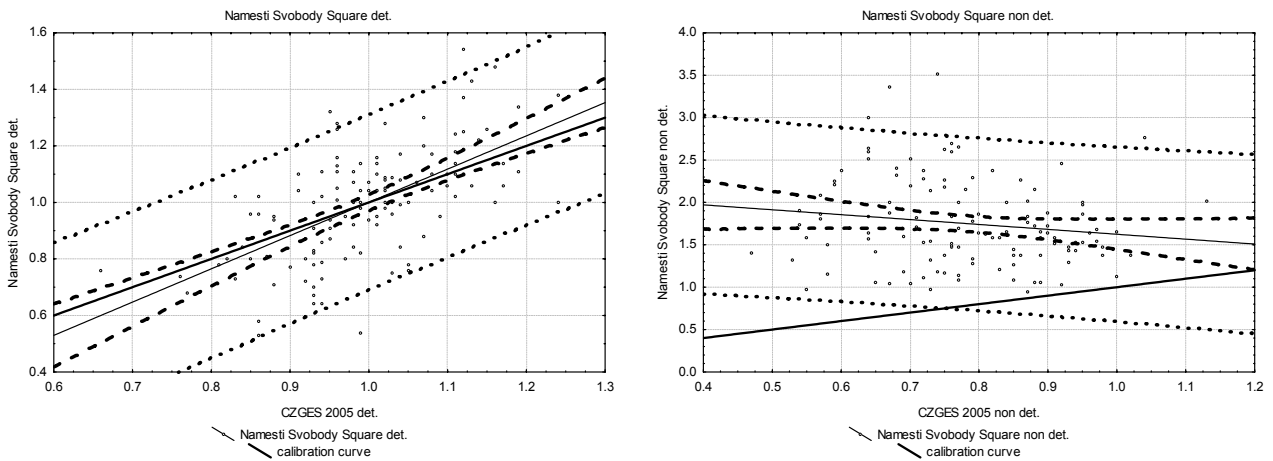 Namesti Svobody Square det.
Namesti Svobody Square det.
1.6
1.4
1.2
1.0
0.8
0.6
0.4
0.6 0.7 0.8 0.9 1.0 1.1 1.2 1.3
CZGES 2005 det.
Namesti Svobody Square det.
calibration curve
Namesti Svobody Square non det.
Namesti Svobody Square non det.
4.0
3.5
3.0
2.5
2.0
1.5
1.0
0.5
0.0
0.4 0.5 0.6 0.7 0.8 0.9 1.0 1.1 1.2
CZGES 2005 non det.
Namesti Svobody Square non det.
calibration curve